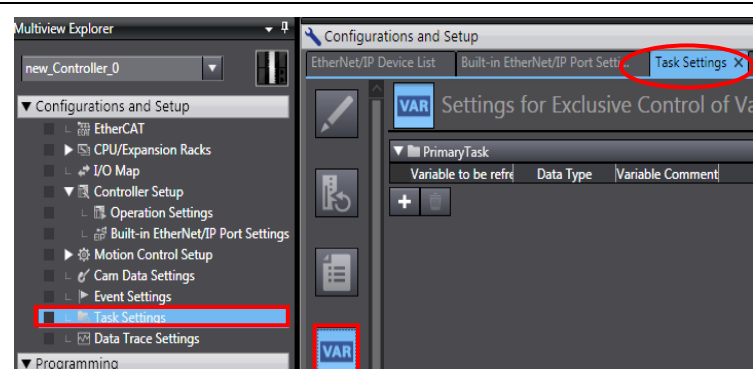 Multiview Explorer
new_Controller_0
Configurations and Setup
EtherCAT
CPU/Expansion Racks
I/O Map
Controller Setup
Operation Settings
Built-in EtherNet/IP Port Settings
Motion Control Setup
Cam Data Settings
Event Settings
Task Settings
Data Trace Settings
Programming
Configurations and Setup
EtherNet/IP Device List Built-in EtherNet/IP Port Setti... Task Settings X
VAR Settings for Exclusive Control of Va
PrimaryTask
Variable to be refre Data Type Variable Comment
+
VAR